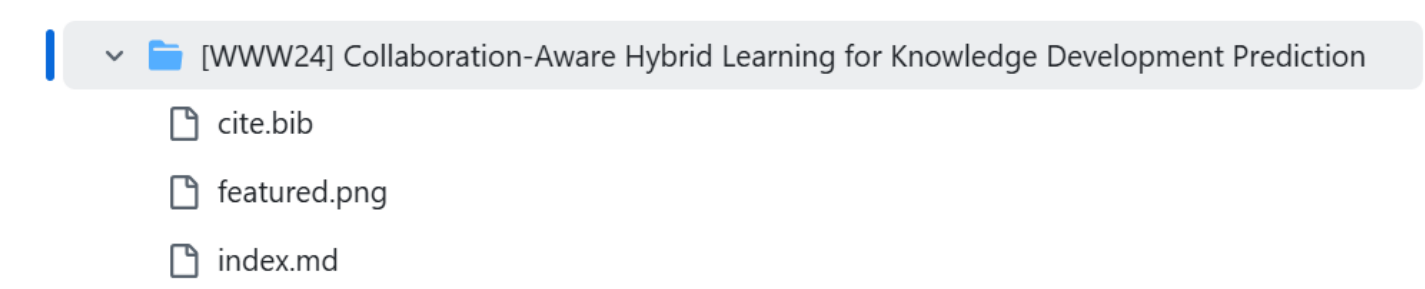 [WWW24] Collaboration-Aware Hybrid Learning for Knowledge Development Prediction
cite.bib
featured.png
index.md